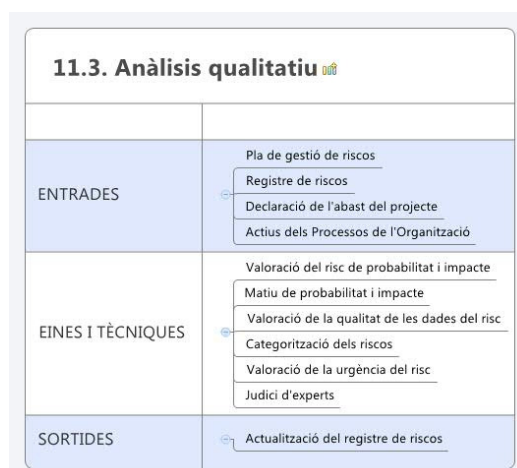 11.3. Anàlisis qualitatiu
ENTRADES
Pla de gestió de riscos
Registre de riscos
Declaració de l'abast del projecte
Actius dels Processos de l'Organització
EINES I TÈCNIQUES
Valoració del risc de probabilitat i impacte
Matiu de probabilitat i impacte
Valoració de la qualitat de les dades del risc
Categorització dels riscos
Valoració de la urgència del risc
Judici d'experts
SORTIDES
Actualització del registre de riscos